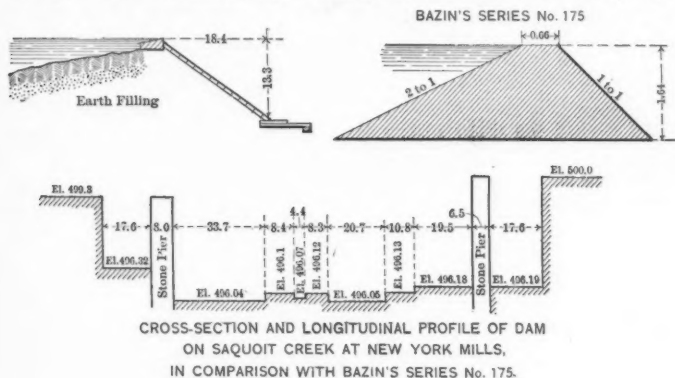 BAZIN'S SERIES No. 175
18.4
13.3
Earth Filling
0.66
2 to 1
1 to 1
1.64
El. 499.3
17.6
El. 496.32
Stone Pier
8.0
33.7
El. 496.04
8.4
El. 496.1
4.4
El. 496.07
8.3
El. 496.12
20.7
El. 496.05
10.8
El. 496.13
19.5
El. 496.18
6.5
Stone Pier
17.6
El. 496.19
El. 500.0
CROSS-SECTION AND LONGITUDINAL PROFILE OF DAM
ON SAQUOIT CREEK AT NEW YORK MILLS,
IN COMPARISON WITH BAZIN'S SERIES No. 175.